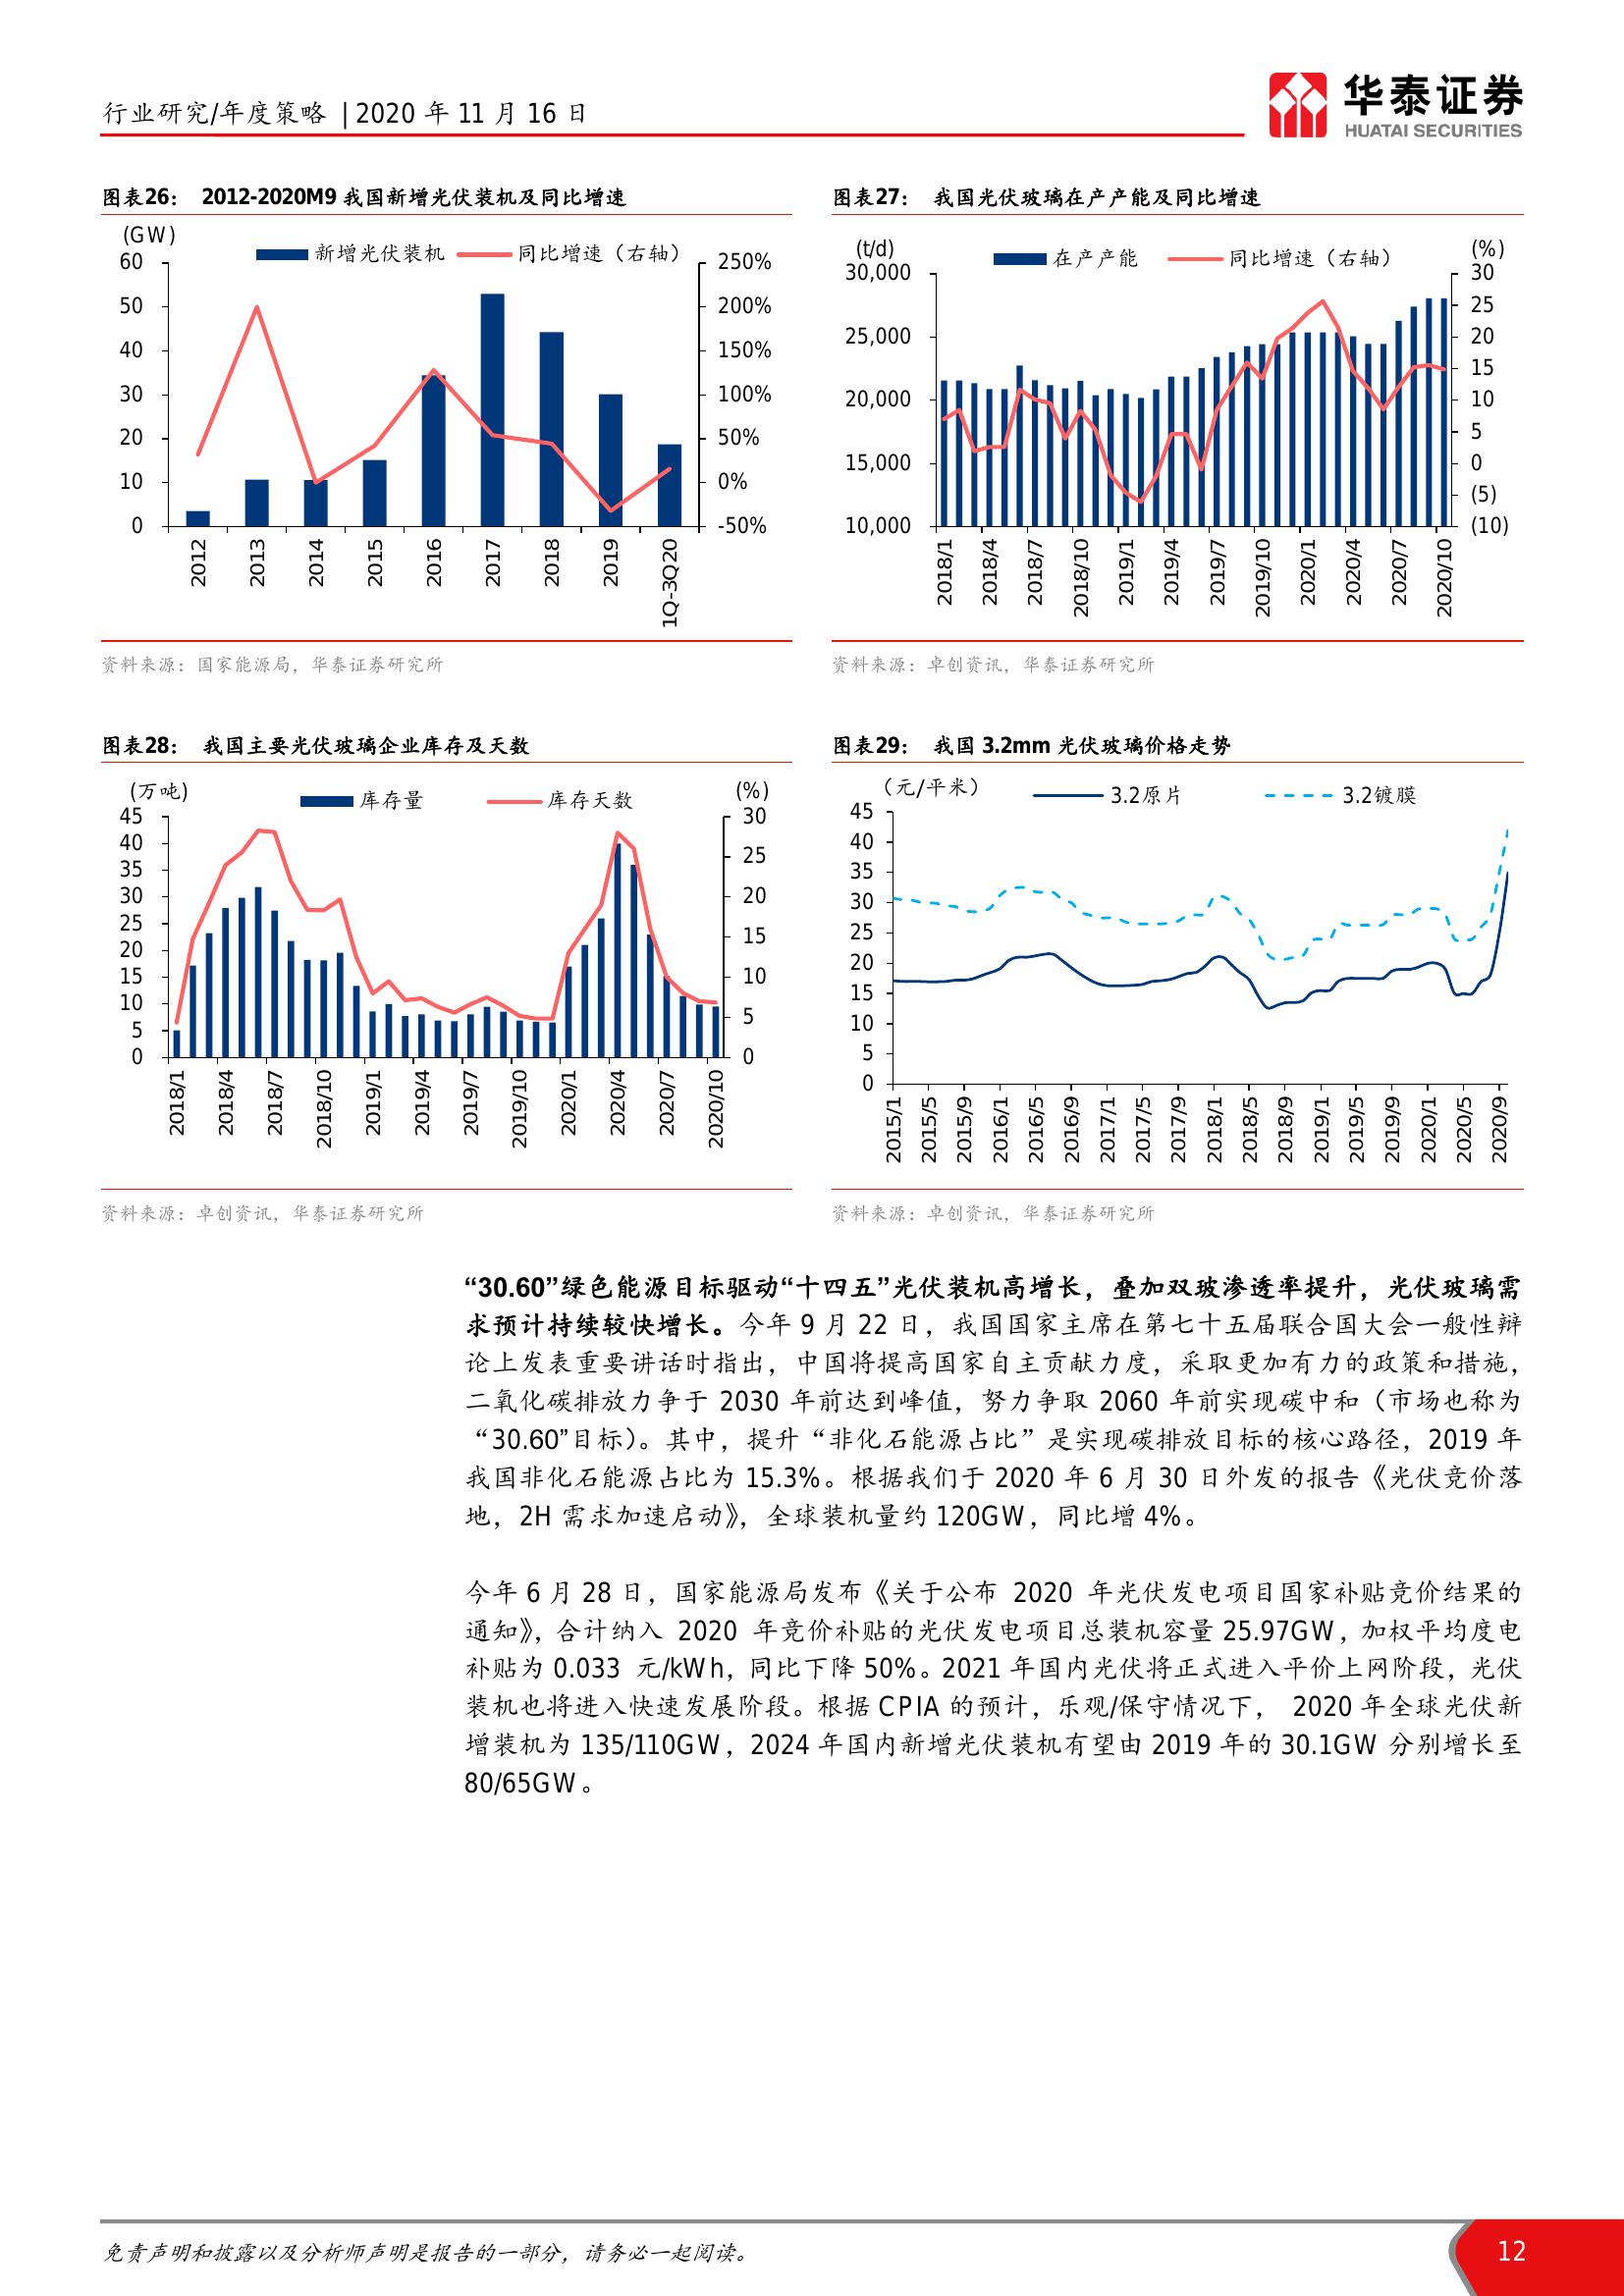 行业研究/年度策略 | 2020 年 11 月 16 日
华泰证券
HUATAI SECURITIES
图表26： 2012-2020M9 我国新增光伏装机及同比增速
(GW)
新增光伏装机 同比增速（右轴）
60
50
40
30
20
10
0
250%
200%
150%
100%
50%
0%
-50%
2012 2013 2014 2015 2016 2017 2018 2019 1Q-3Q20
资料来源：国家能源局，华泰证券研究所
图表27： 我国光伏玻璃在产产能及同比增速
(t/d) (%)
在产产能 同比增速（右轴）
30,000
25,000
20,000
15,000
10,000
30
25
20
15
10
5
0
(5)
(10)
2018/1 2018/4 2018/7 2018/10 2019/1 2019/4 2019/7 2019/10 2020/1 2020/4 2020/7 2020/10
资料来源：卓创资讯，华泰证券研究所
图表28： 我国主要光伏玻璃企业库存及天数
(万吨) (%)
库存量 库存天数
45
40
35
30
25
20
15
10
5
0
30
25
20
15
10
5
0
2018/1 2018/4 2018/7 2018/10 2019/1 2019/4 2019/7 2019/10 2020/1 2020/4 2020/7 2020/10
资料来源：卓创资讯，华泰证券研究所
图表29： 我国 3.2mm 光伏玻璃价格走势
（元/平米）
3.2原片 3.2镀膜
45
40
35
30
25
20
15
10
5
0
2015/1 2015/5 2015/9 2016/1 2016/5 2016/9 2017/1 2017/5 2017/9 2018/1 2018/5 2018/9 2019/1 2019/5 2019/9 2020/1 2020/5 2020/9
资料来源：卓创资讯，华泰证券研究所
“30.60”绿色能源目标驱动“十四五”光伏装机高增长，叠加双玻渗透率提升，光伏玻璃需
求预计持续较快增长。今年 9 月 22 日，我国国家主席在第七十五届联合国大会一般性辩
论上发表重要讲话时指出，中国将提高国家自主贡献力度，采取更加有力的政策和措施，
二氧化碳排放力争于 2030 年前达到峰值，努力争取 2060 年前实现碳中和（市场也称为
“30.60”目标）。其中，提升“非化石能源占比”是实现碳排放目标的核心路径，2019 年
我国非化石能源占比为 15.3%。根据我们于 2020 年 6 月 30 日外发的报告《光伏竞价落
地，2H 需求加速启动》，全球装机量约 120GW，同比增 4%。
今年 6 月 28 日，国家能源局发布《关于公布 2020 年光伏发电项目国家补贴竞价结果的
通知》，合计纳入 2020 年竞价补贴的光伏发电项目总装机容量 25.97GW，加权平均度电
补贴为 0.033 元/kWh，同比下降 50%。2021 年国内光伏将正式进入平价上网阶段，光伏
装机也将进入快速发展阶段。根据 CPIA 的预计，乐观/保守情况下， 2020 年全球光伏新
增装机为 135/110GW，2024 年国内新增光伏装机有望由 2019 年的 30.1GW 分别增长至
80/65GW。
免责声明和披露以及分析师声明是报告的一部分，请务必一起阅读。
12